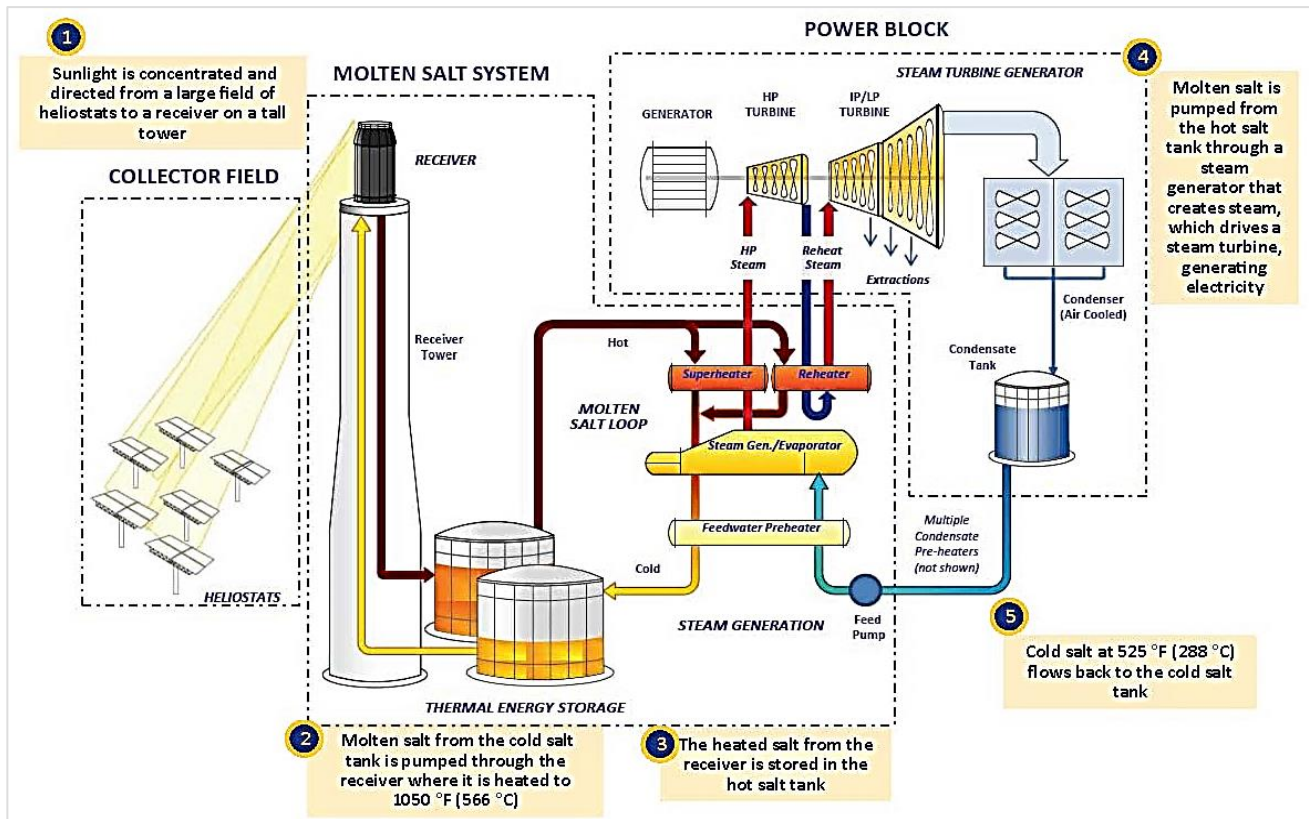 1
Sunlight is concentrated and
directed from a large field of
heliostats to a receiver on a tall
tower
COLLECTOR FIELD
HELIOSTATS
MOLTEN SALT SYSTEM
RECEIVER
Receiver
Tower
Hot
Superheater
Reheater
MOLTEN
SALT LOOP
Steam Gen./Evaporator
Feedwater Preheater
Cold
STEAM GENERATION
THERMAL ENERGY STORAGE
POWER BLOCK
STEAM TURBINE GENERATOR
GENERATOR
HP
TURBINE
IP/LP
TURBINE
HP
Steam
Reheat
Steam
Extractions
Condenser
(Air Cooled)
Condensate
Tank
Multiple
Condensate
Pre-heaters
(not shown)
Feed
Pump
2
Molten salt from the cold salt
tank is pumped through the
receiver where it is heated to
1050 °F (566 °C)
3
The heated salt from the
receiver is stored in the
hot salt tank
4
Molten salt is
pumped from
the hot salt
tank through a
steam
generator that
creates steam,
which drives a
steam turbine,
generating
electricity
5
Cold salt at 525 °F (288 °C)
flows back to the cold salt
tank